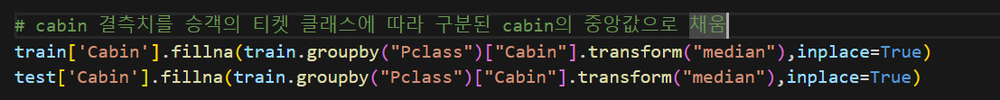 # cabin 결측치를 승객의 티켓 클래스에 따라 구분된 cabin의 중앙값으로 채움
train['Cabin'].fillna(train.groupby("Pclass")["Cabin"].transform("median"),inplace=True)
test['Cabin'].fillna(train.groupby("Pclass")["Cabin"].transform("median"),inplace=True)